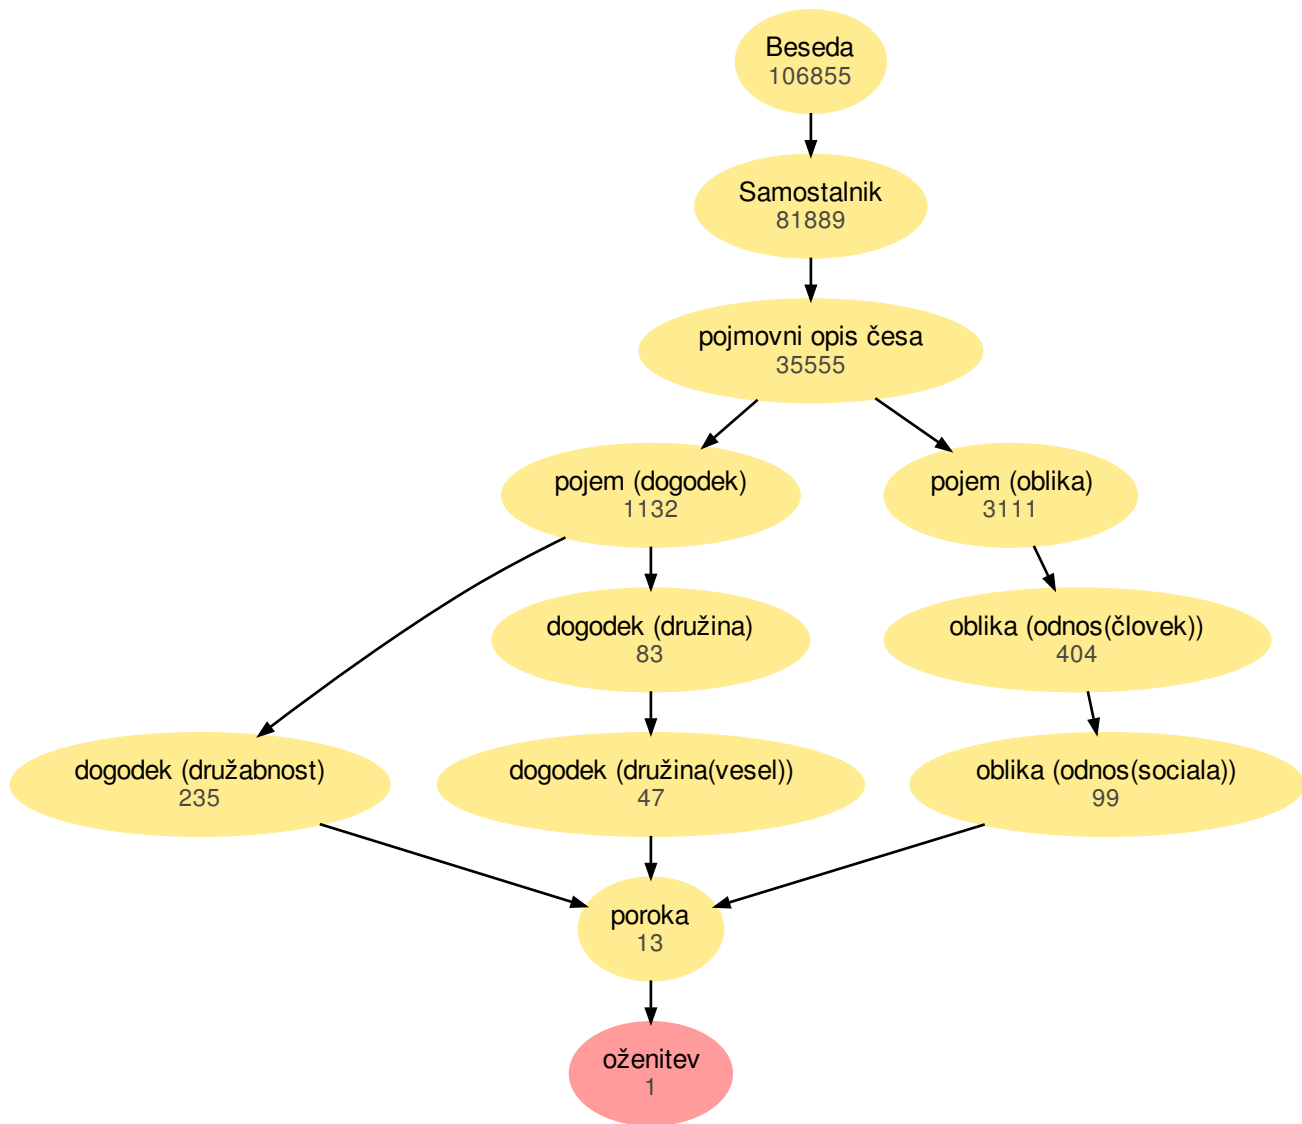 Beseda
106855
Samostalnik
81889
pojmovni opis česa
35555
pojem (dogodek)
1132
pojem (oblika)
3111
dogodek (družina)
83
oblika (odnos(človek))
404
dogodek (družabnost)
235
dogodek (družina(vesel))
47
oblika (odnos(sociala))
99
poroka
13
oženitev
1